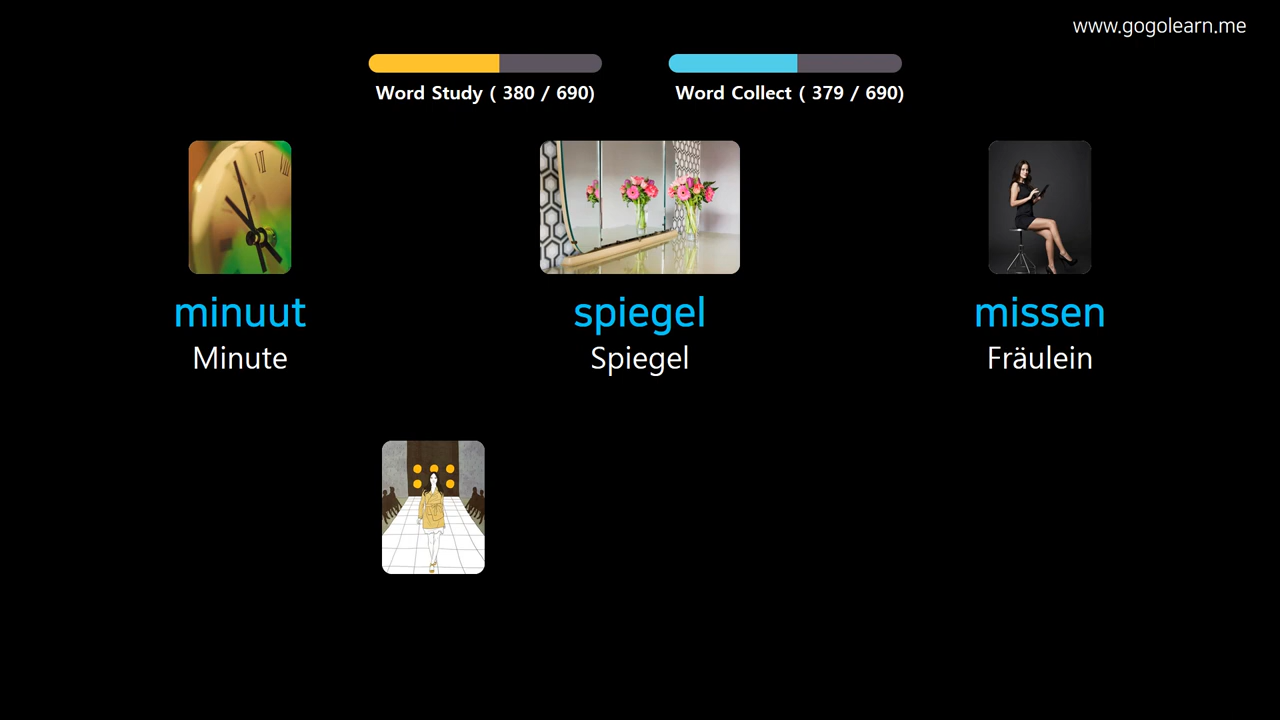 www.gogolearn.me
Word Study ( 380 / 690)
Word Collect ( 379 / 690)
minuut
Minute
spiegel
Spiegel
missen
Fräulein